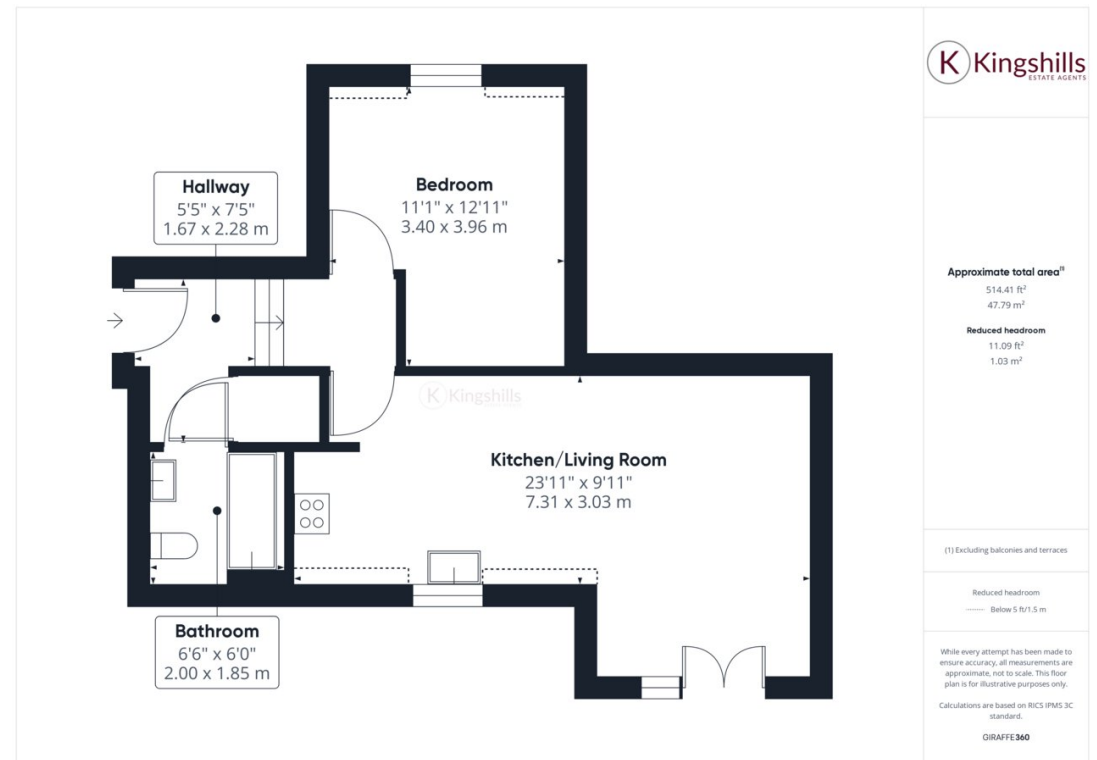 K Kingshills
ESTATE AGENTS
Hallway
5'5" x 7'5"
1.67 x 2.28 m
Bedroom
11'1" x 12'11"
3.40 x 3.96 m
K Kingshills
Kitchen/Living Room
23'11" x 9'11"
7.31 x 3.03 m
Bathroom
6'6" x 6'0"
2.00 x 1.85 m
Approximate total area(1)
514.41 ft²
47.79 m²
Reduced headroom
11.09 ft²
1.03 m²
(1) Excluding balconies and terraces
Reduced headroom
Below 5 ft/1.5 m
While every attempt has been made to
ensure accuracy, all measurements are
approximate, not to scale. This floor
plan is for illustrative purposes only.
Calculations are based on RICS IPMS 3C
standard.
GIRAFFE360